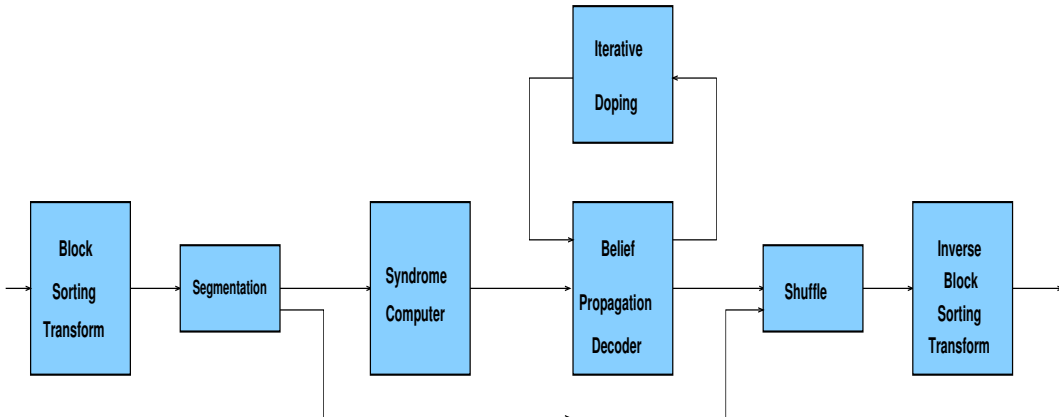 Iterative
Doping
Block
Sorting
Transform
Segmentation
Syndrome
Computer
Belief
Propagation
Decoder
Shuffle
Inverse
Block
Sorting
Transform